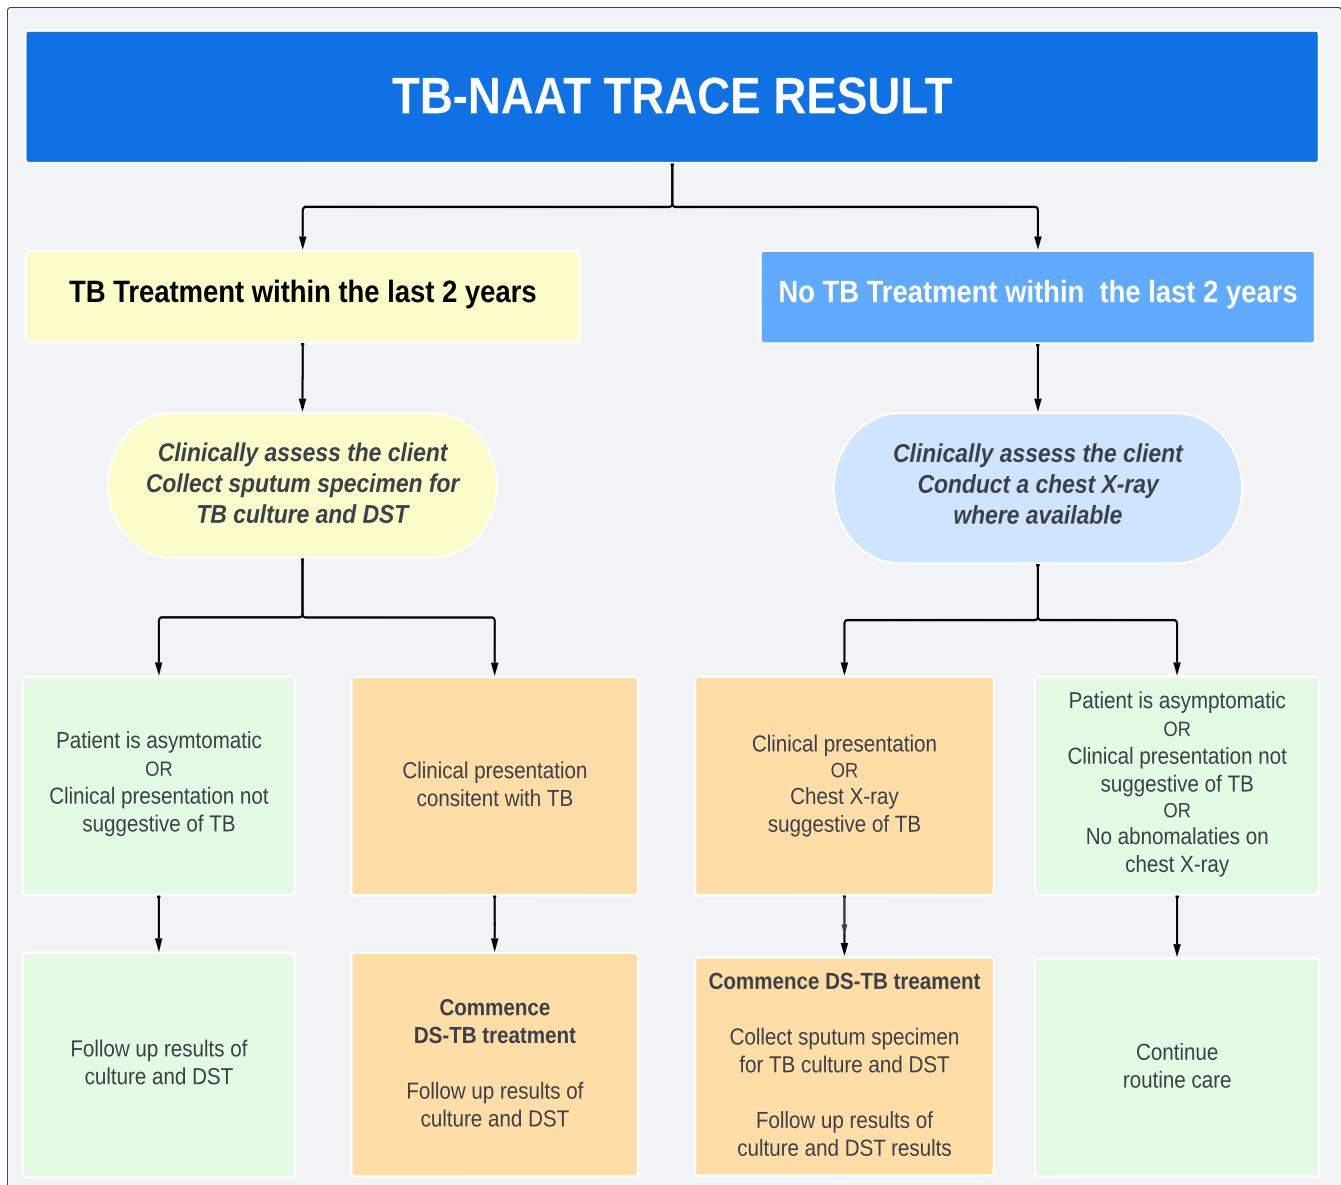 TB-NAAT TRACE RESULT
TB Treatment within the last 2 years
No TB Treatment within  the last 2 years
Clinically assess the client
Collect sputum specimen for
TB culture and DST
Clinically assess the client
Conduct a chest X-ray
where available
Patient is asymtomatic
OR
Clinical presentation not
suggestive of TB
Clinical presentation
consitent with TB
Clinical presentation
OR
Chest X-ray
suggestive of TB
Patient is asymptomatic
OR
Clinical presentation not
suggestive of TB
OR
No abnomalaties on
chest X-ray
Follow up results of
culture and DST
Commence
DS-TB treatment
Follow up results of
culture and DST
Commence DS-TB treament
Collect sputum specimen
for TB culture and DST
Follow up results of
culture and DST results
Continue
routine care